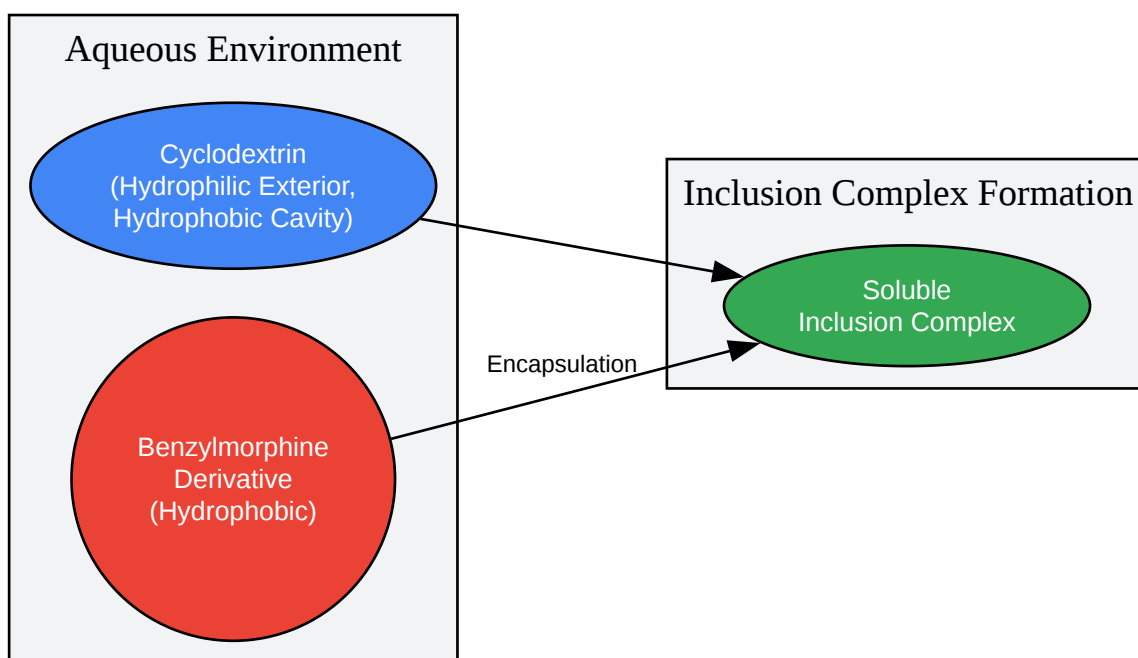 Aqueous Environment
Cyclodextrin
(Hydrophilic Exterior,
Hydrophobic Cavity)
Benzylmorphine
Derivative
(Hydrophobic)
Encapsulation
Inclusion Complex Formation
Soluble
Inclusion Complex